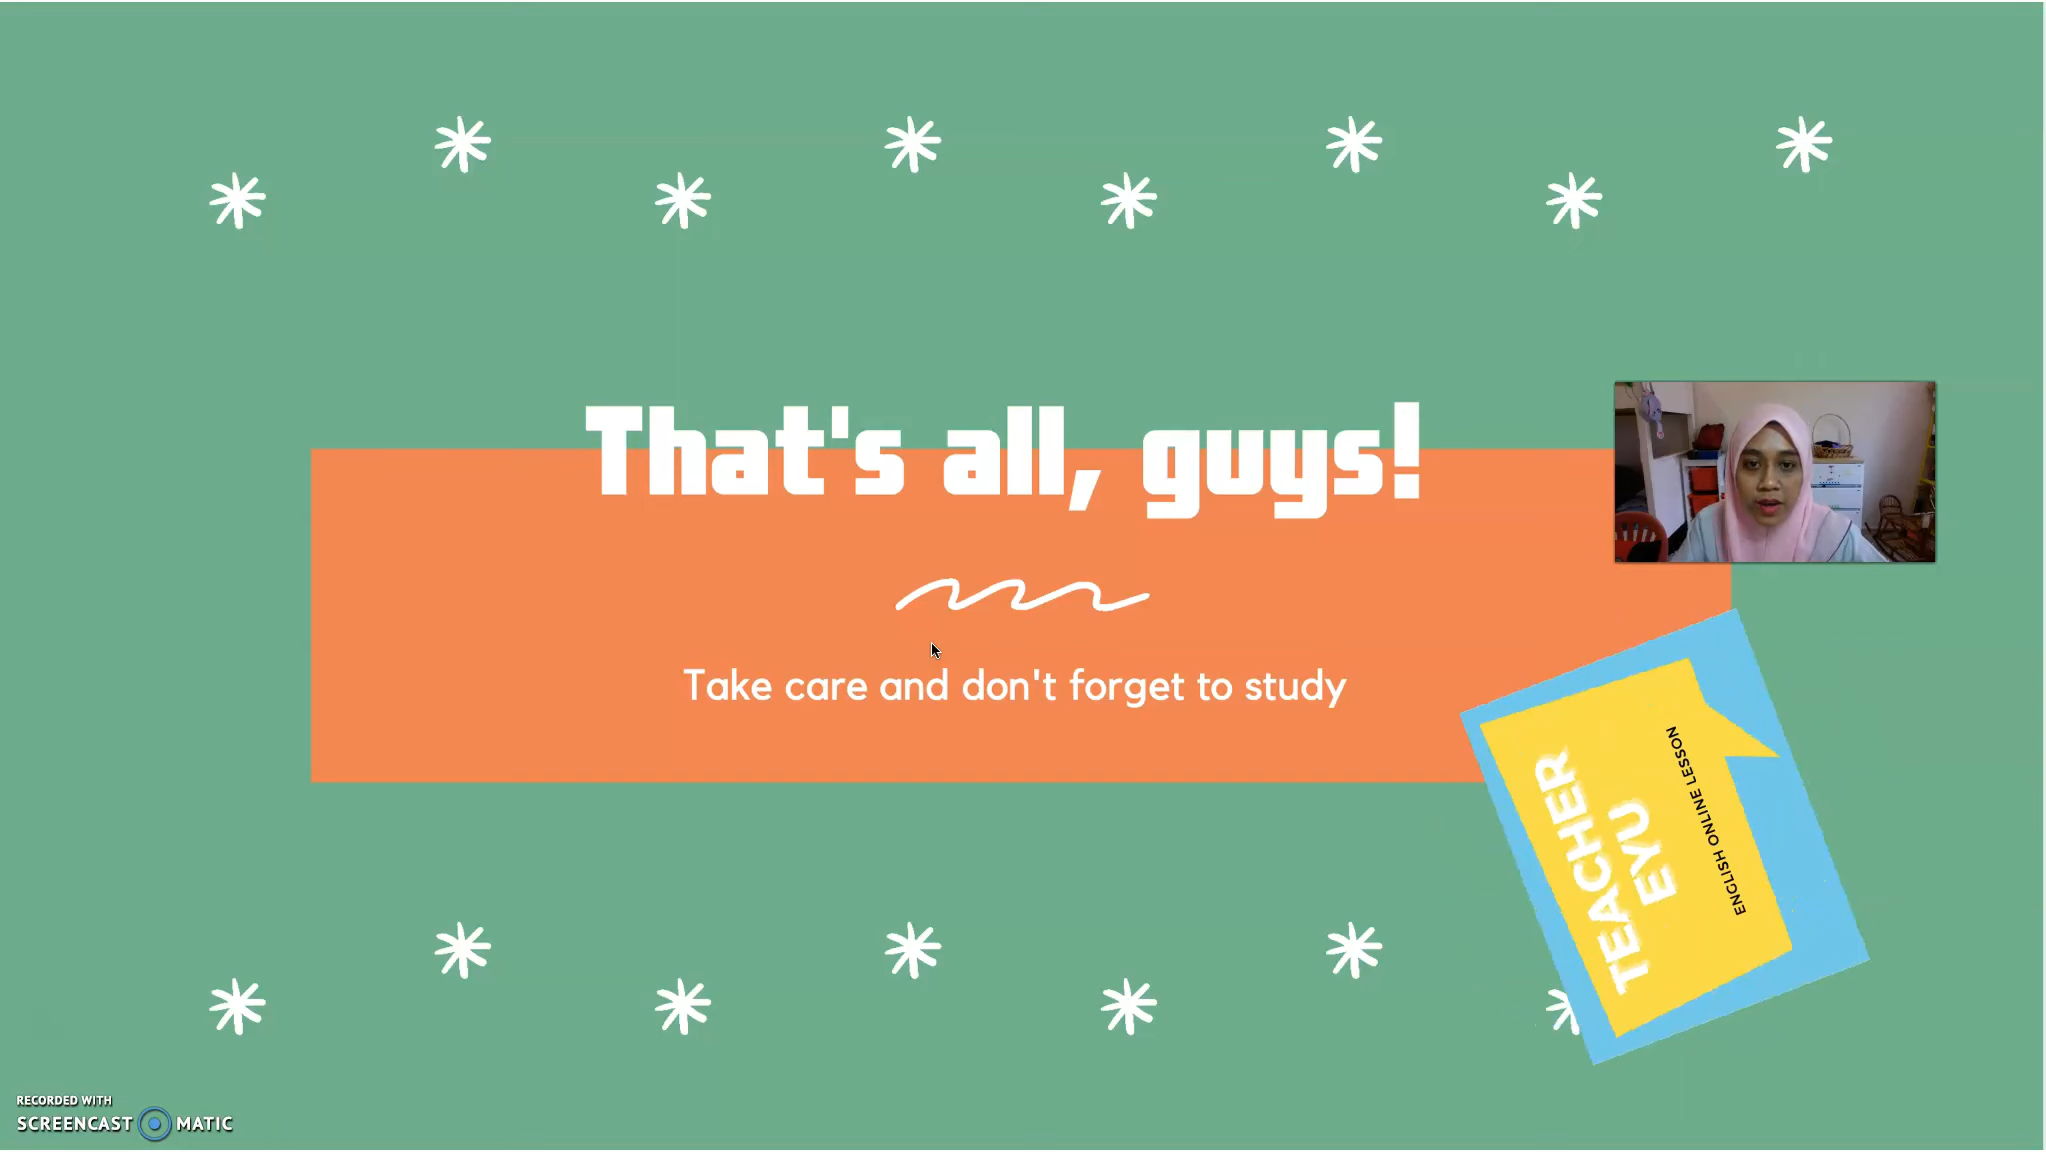 That's all, guys!
Take care and don't forget to study
TEACHER
EYU
ENGLISH ONLINE LESSON
RECORDED WITH
SCREENCAST MATIC